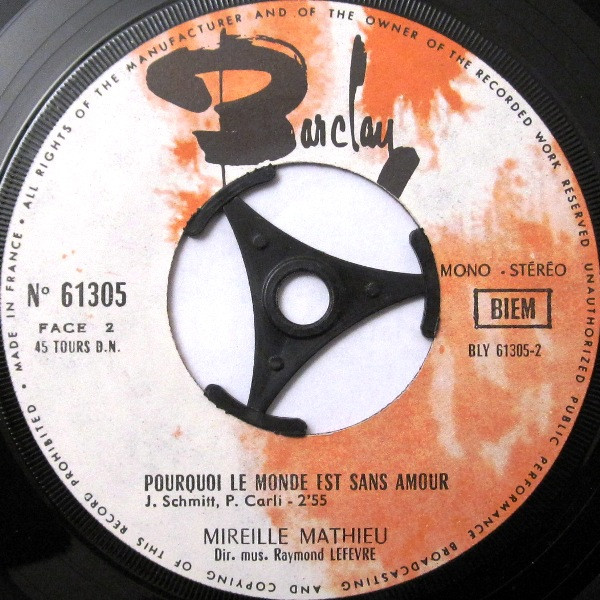 ALL RIGHTS OF THE MANUFACTURER AND OF THE OWNER OF THE RECORDED WORK RESERVED
UNAUTHORIZED PUBLIC PERFORMANCE BROADCASTING AND COPYING OF THIS RECORD PROHIBITED • MADE IN FRANCE •
Barclay
N° 61305
FACE 2
45 TOURS D.N.
MONO • STÉRÉO
BIEM
BLY 61305-2
POURQUOI LE MONDE EST SANS AMOUR
J. Schmitt, P. Carli - 2'55
MIREILLE MATHIEU
Dir. mus. Raymond LEFEVRE